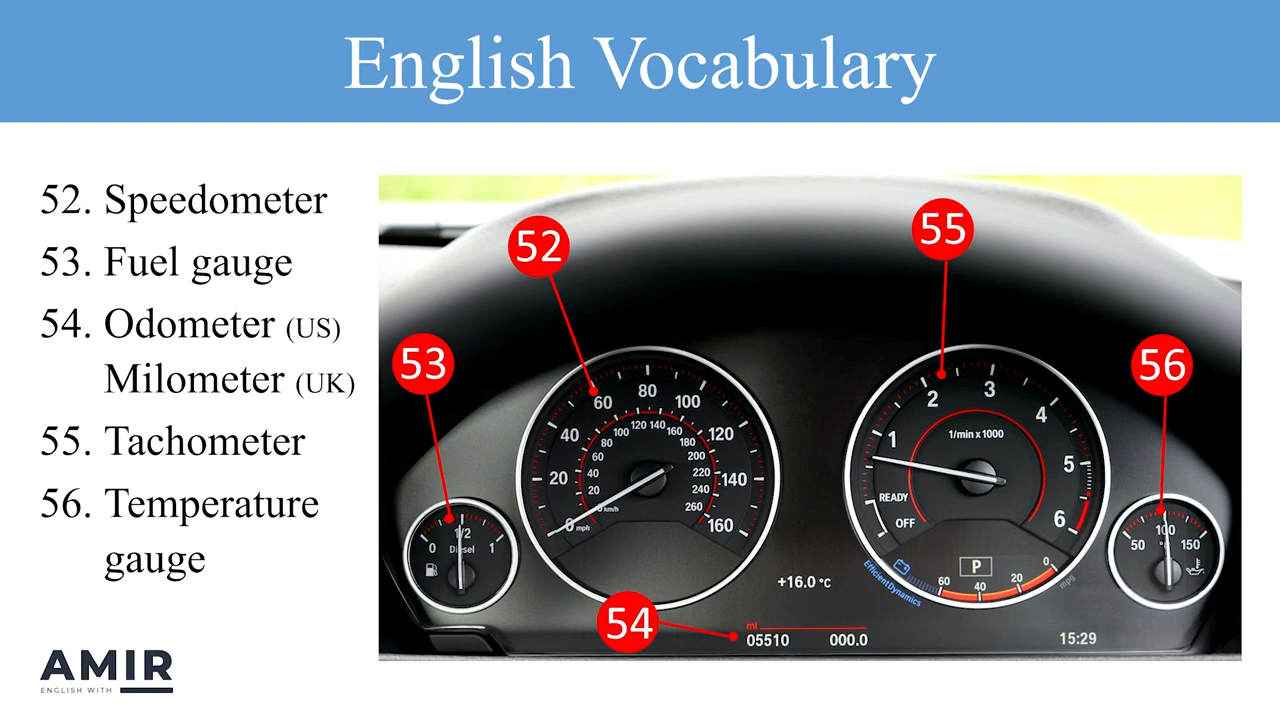 English Vocabulary
52. Speedometer
53. Fuel gauge
54. Odometer (US)
Milometer (UK)
55. Tachometer
56. Temperature
gauge
AMIR
ENGLISH WITH
52
53
54
55
56
0 20 40 60 80 100 120 140 160
mph
20 40 60 80 100 120 140 160 180 200 220 240 260
km/h
0 1/2 1
Diesel
1 2 3 4 5 6
1/min x 1000
READY
OFF
EfficientDynamics
P
60 40 20 0
mpg
50 100 150
+16.0 °C
mi
05510 000.0
15:29